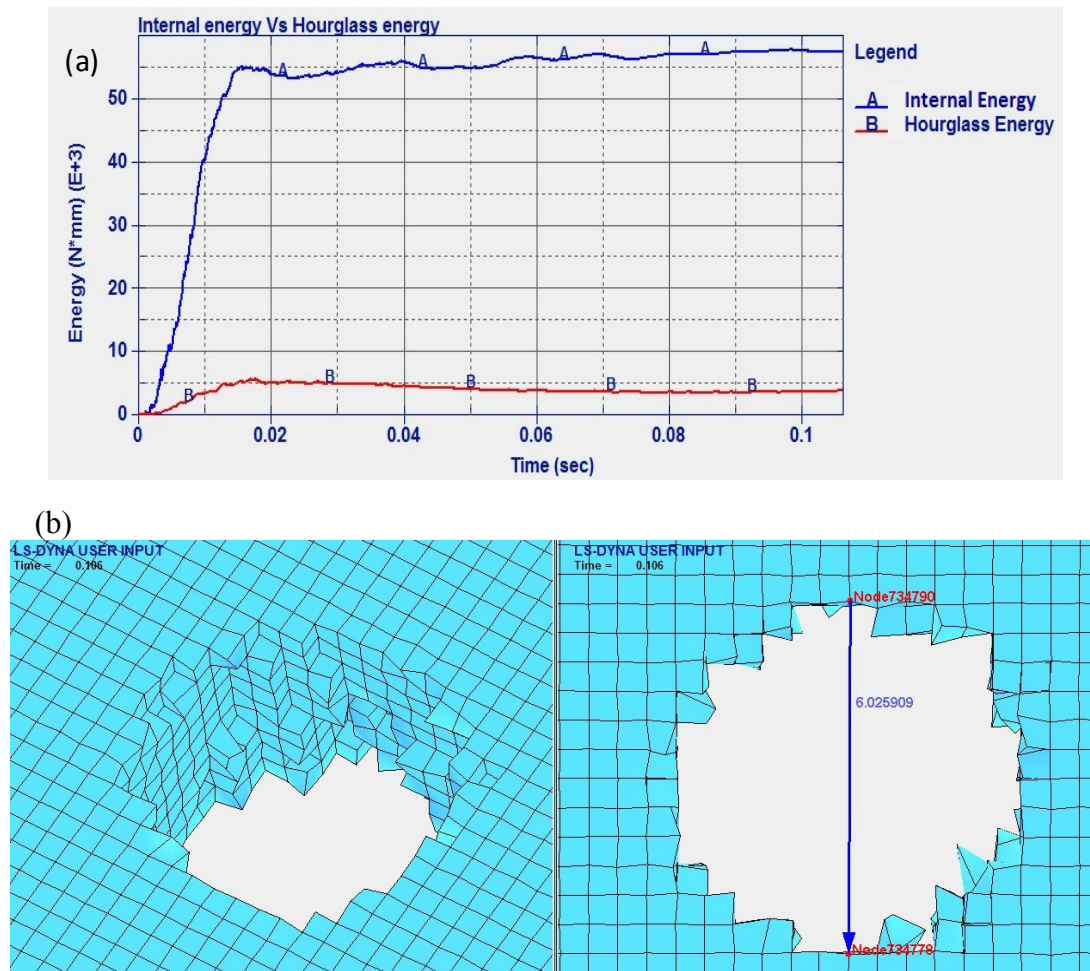 Internal energy Vs Hourglass energy
(a)
Legend
A Internal Energy
B Hourglass Energy
A A A A
B B B B B
Energy (N*mm) (E+3)
50
40
30
20
10
0
0 0.02 0.04 0.06 0.08 0.1
Time (sec)
(b)
LS-DYNA USER INPUT
Time = 0.106
LS-DYNA USER INPUT
Time = 0.106
Node734790
6.025909
Node734778